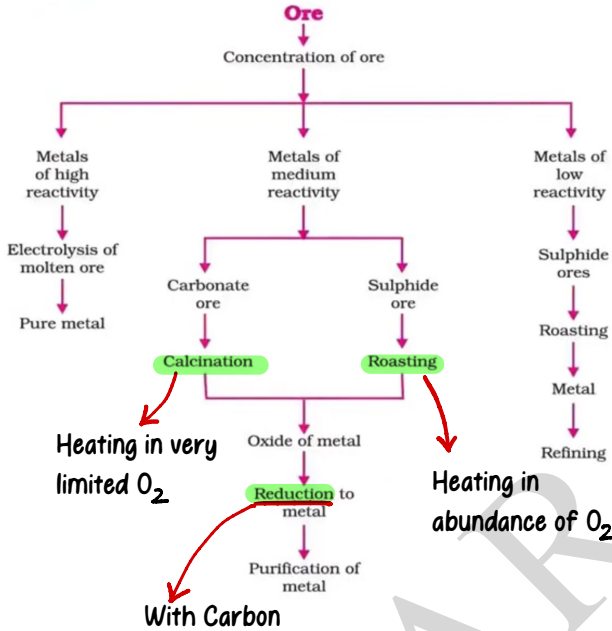 Ore
Concentration of ore
Metals
of high
reactivity
Electrolysis of
molten ore
Pure metal
Metals of
medium
reactivity
Carbonate
ore
Calcination
Sulphide
ore
Roasting
Heating in very
limited O₂
Heating in
abundance of O₂
Oxide of metal
Reduction to
metal
With Carbon
Purification of
metal
Metals of
low
reactivity
Sulphide
ores
Roasting
Metal
Refining